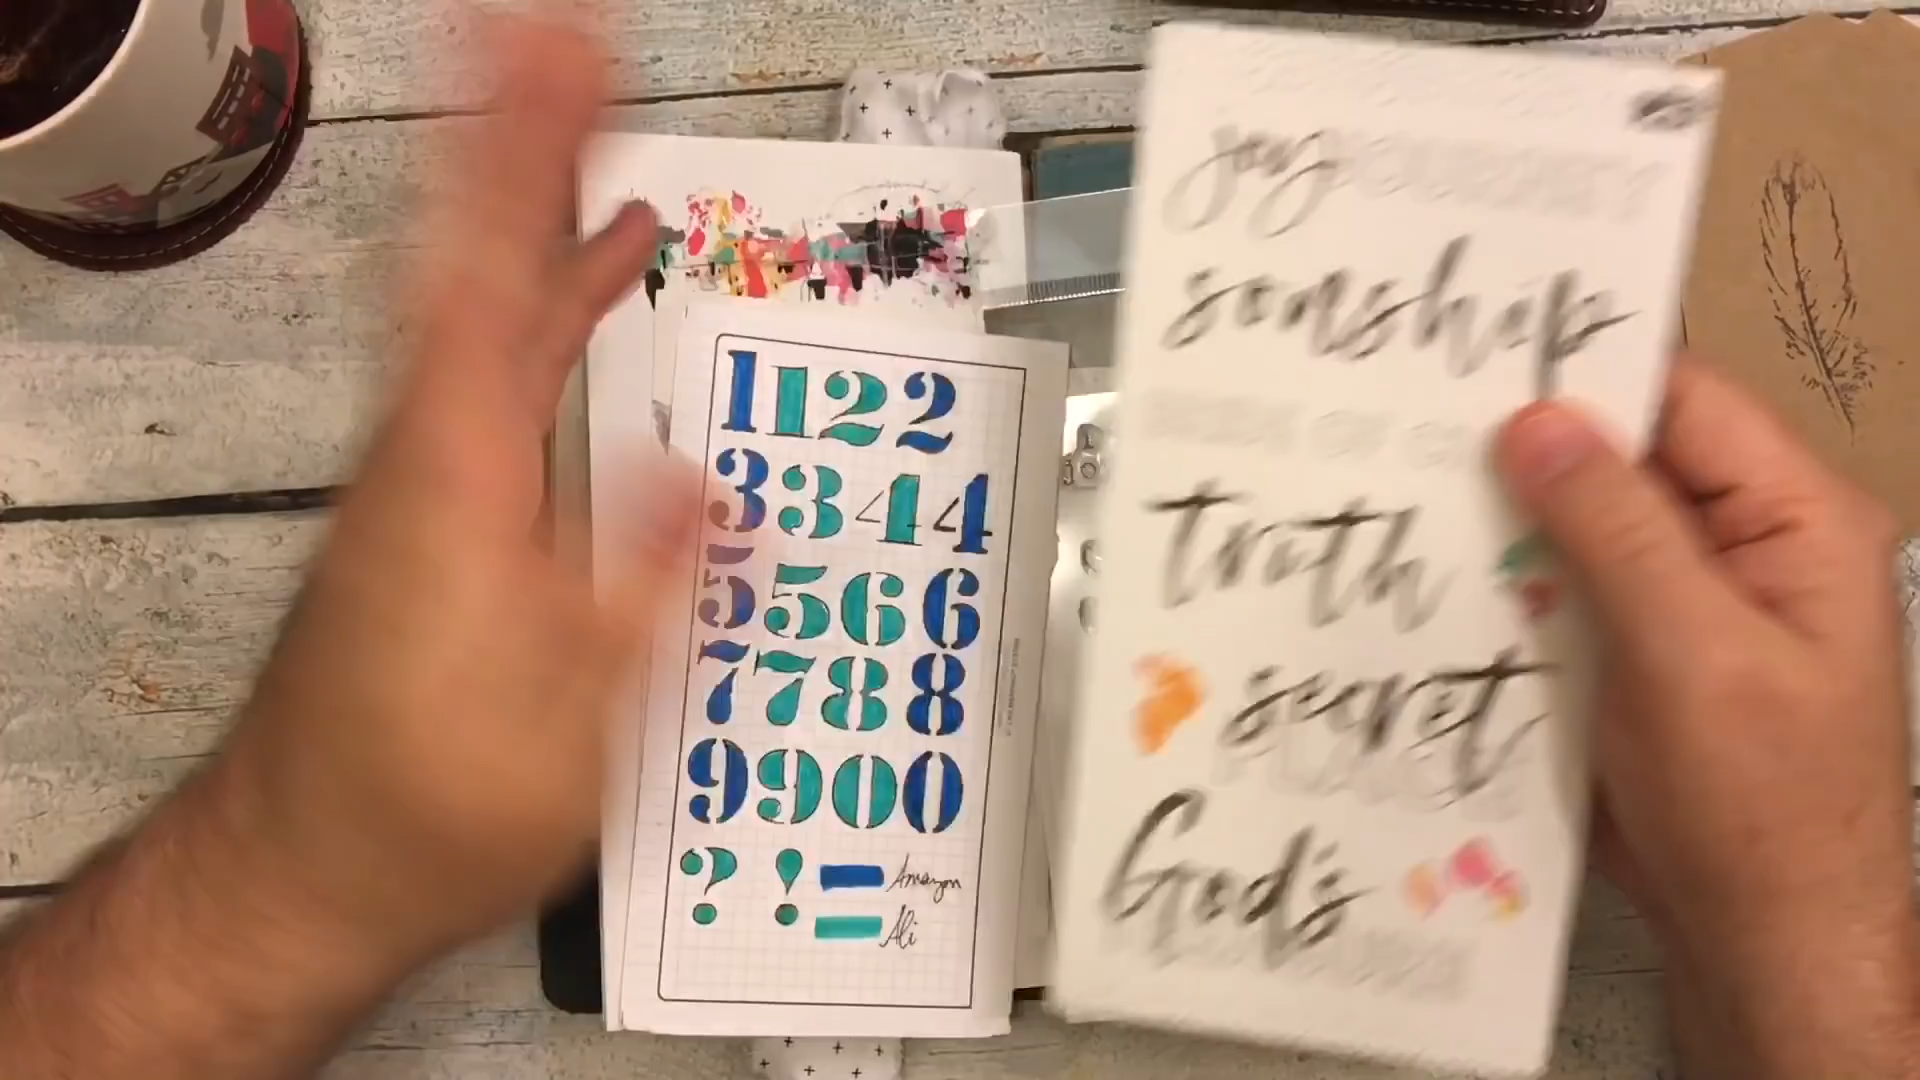 1122
3344
5566
7788
9900
? ! Amazon
Ali
joy
sonship
truth
secret
God's